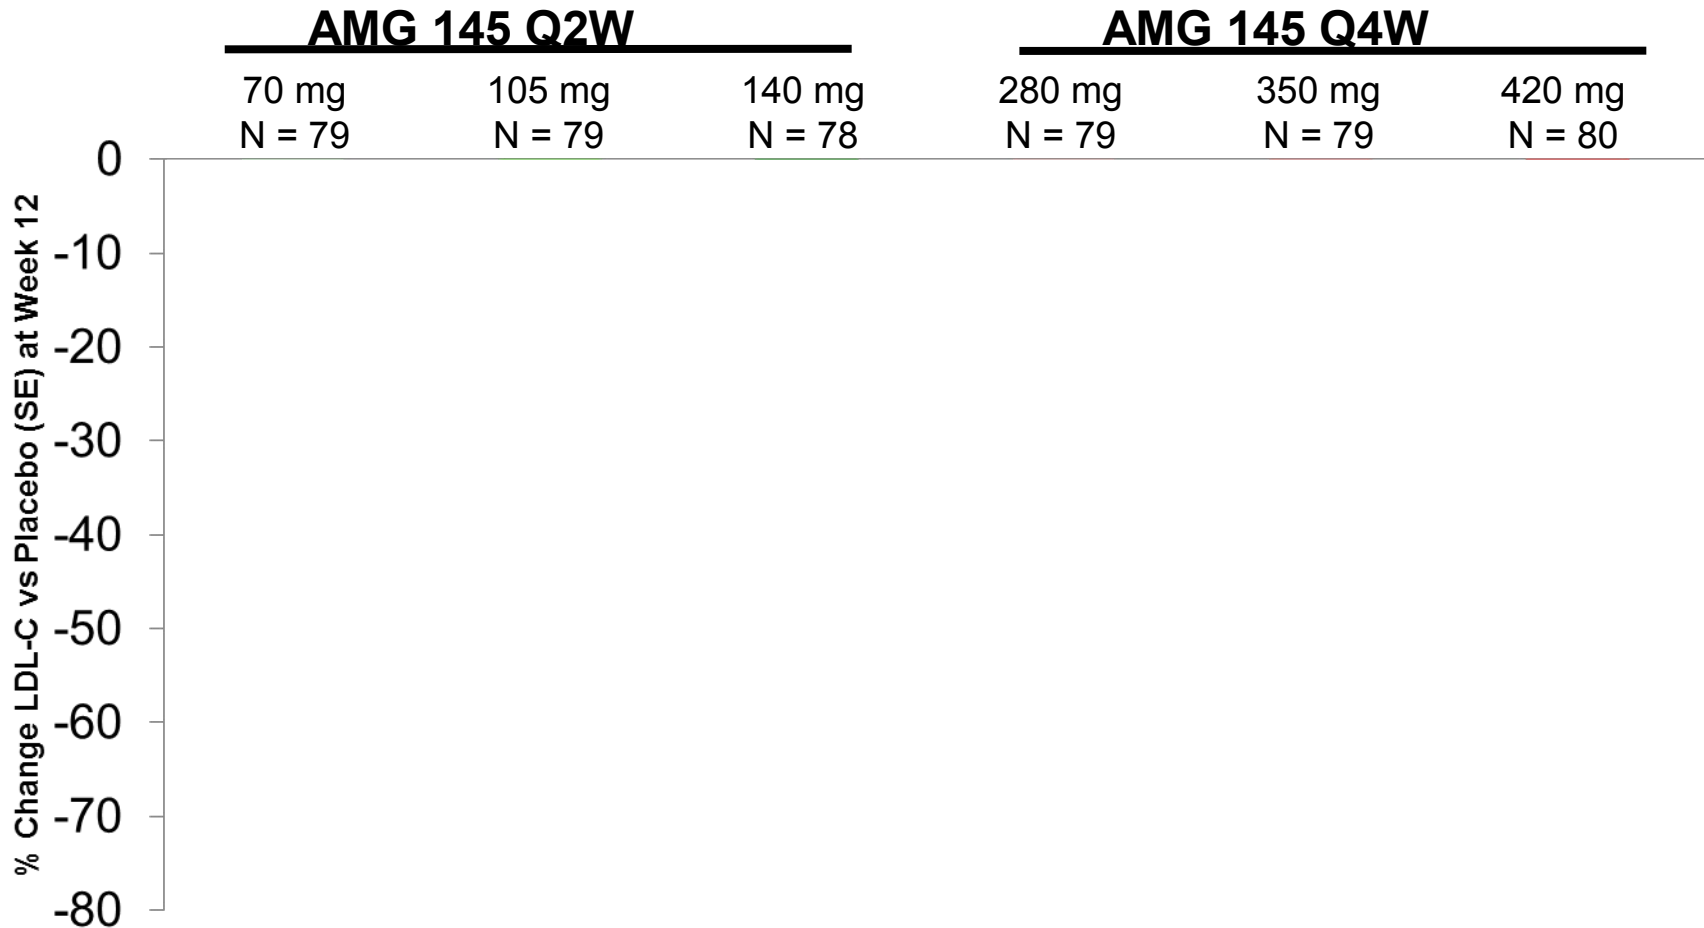 AMG 145 Q2W AMG 145 Q4W
70 mg 105 mg 140 mg 280 mg 350 mg 420 mg
N = 79 N = 79 N = 78 N = 79 N = 79 N = 80
% Change LDL-C vs Placebo (SE) at Week 12
0
-10
-20
-30
-40
-50
-60
-70
-80